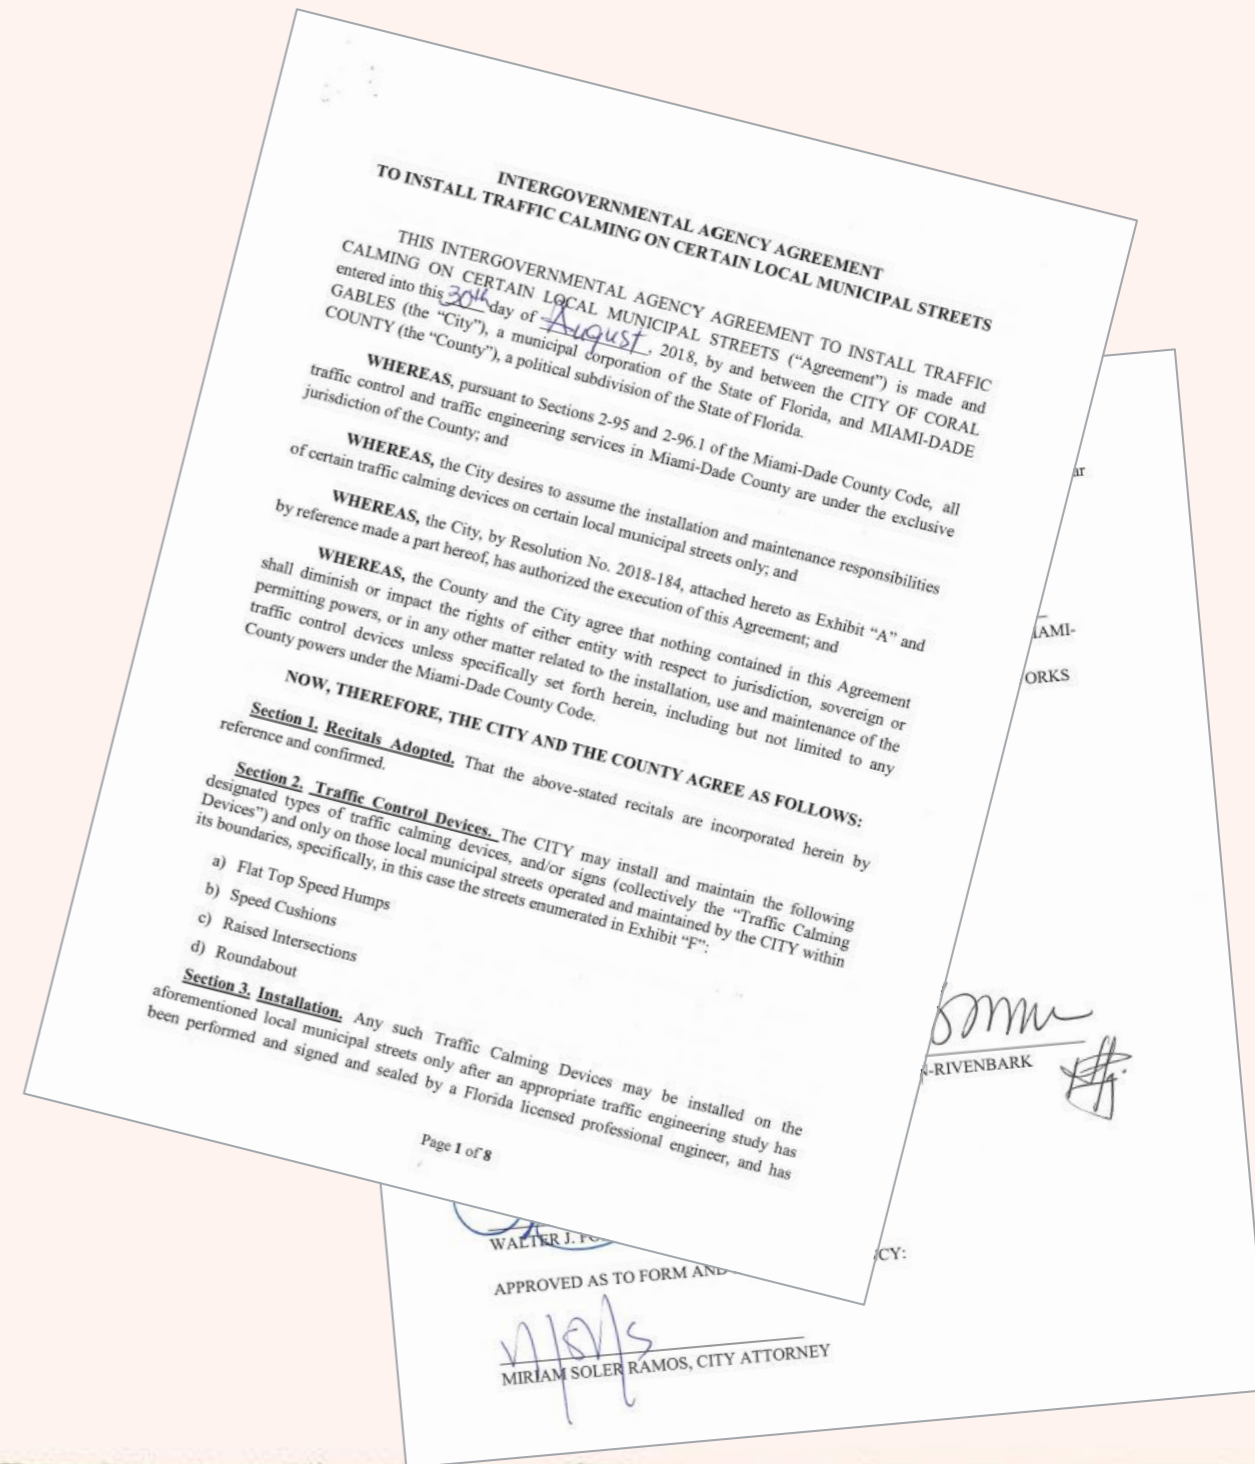 INTERGOVERNMENTAL AGENCY AGREEMENT
TO INSTALL TRAFFIC CALMING ON CERTAIN LOCAL MUNICIPAL STREETS
THIS INTERGOVERNMENTAL AGENCY AGREEMENT TO INSTALL TRAFFIC
CALMING ON CERTAIN LOCAL MUNICIPAL STREETS (“Agreement”) is made and
entered into this 30th day of August, 2018, by and between the CITY OF CORAL
GABLES (the “City”), a municipal corporation of the State of Florida, and MIAMI-DADE
COUNTY (the “County”), a political subdivision of the State of Florida.
WHEREAS, pursuant to Sections 2-95 and 2-96.1 of the Miami-Dade County Code, all
traffic control and traffic engineering services in Miami-Dade County are under the exclusive
jurisdiction of the County; and
WHEREAS, the City desires to assume the installation and maintenance responsibilities
of certain traffic calming devices on certain local municipal streets only; and
WHEREAS, the City, by Resolution No. 2018-184, attached hereto as Exhibit “A” and
by reference made a part hereof, has authorized the execution of this Agreement; and
WHEREAS, the County and the City agree that nothing contained in this Agreement
shall diminish or impact the rights of either entity with respect to jurisdiction, sovereign or
permitting powers, or in any other matter related to the installation, use and maintenance of the
traffic control devices unless specifically set forth herein, including but not limited to any
County powers under the Miami-Dade County Code.
NOW, THEREFORE, THE CITY AND THE COUNTY AGREE AS FOLLOWS:
Section 1. Recitals Adopted. That the above-stated recitals are incorporated herein by
reference and confirmed.
Section 2. Traffic Control Devices. The CITY may install and maintain the following
designated types of traffic calming devices, and/or signs (collectively the “Traffic Calming
Devices”) and only on those local municipal streets operated and maintained by the CITY within
its boundaries, specifically, in this case the streets enumerated in Exhibit “F”:
a) Flat Top Speed Humps
b) Speed Cushions
c) Raised Intersections
d) Roundabout
Section 3. Installation. Any such Traffic Calming Devices may be installed on the
aforementioned local municipal streets only after an appropriate traffic engineering study has
been performed and signed and sealed by a Florida licensed professional engineer, and has
Page 1 of 8
ar
IAMI-
ORKS
N-RIVENBARK
WALTER J.
APPROVED AS TO FORM AND
CY:
MIRIAM SOLER RAMOS, CITY ATTORNEY